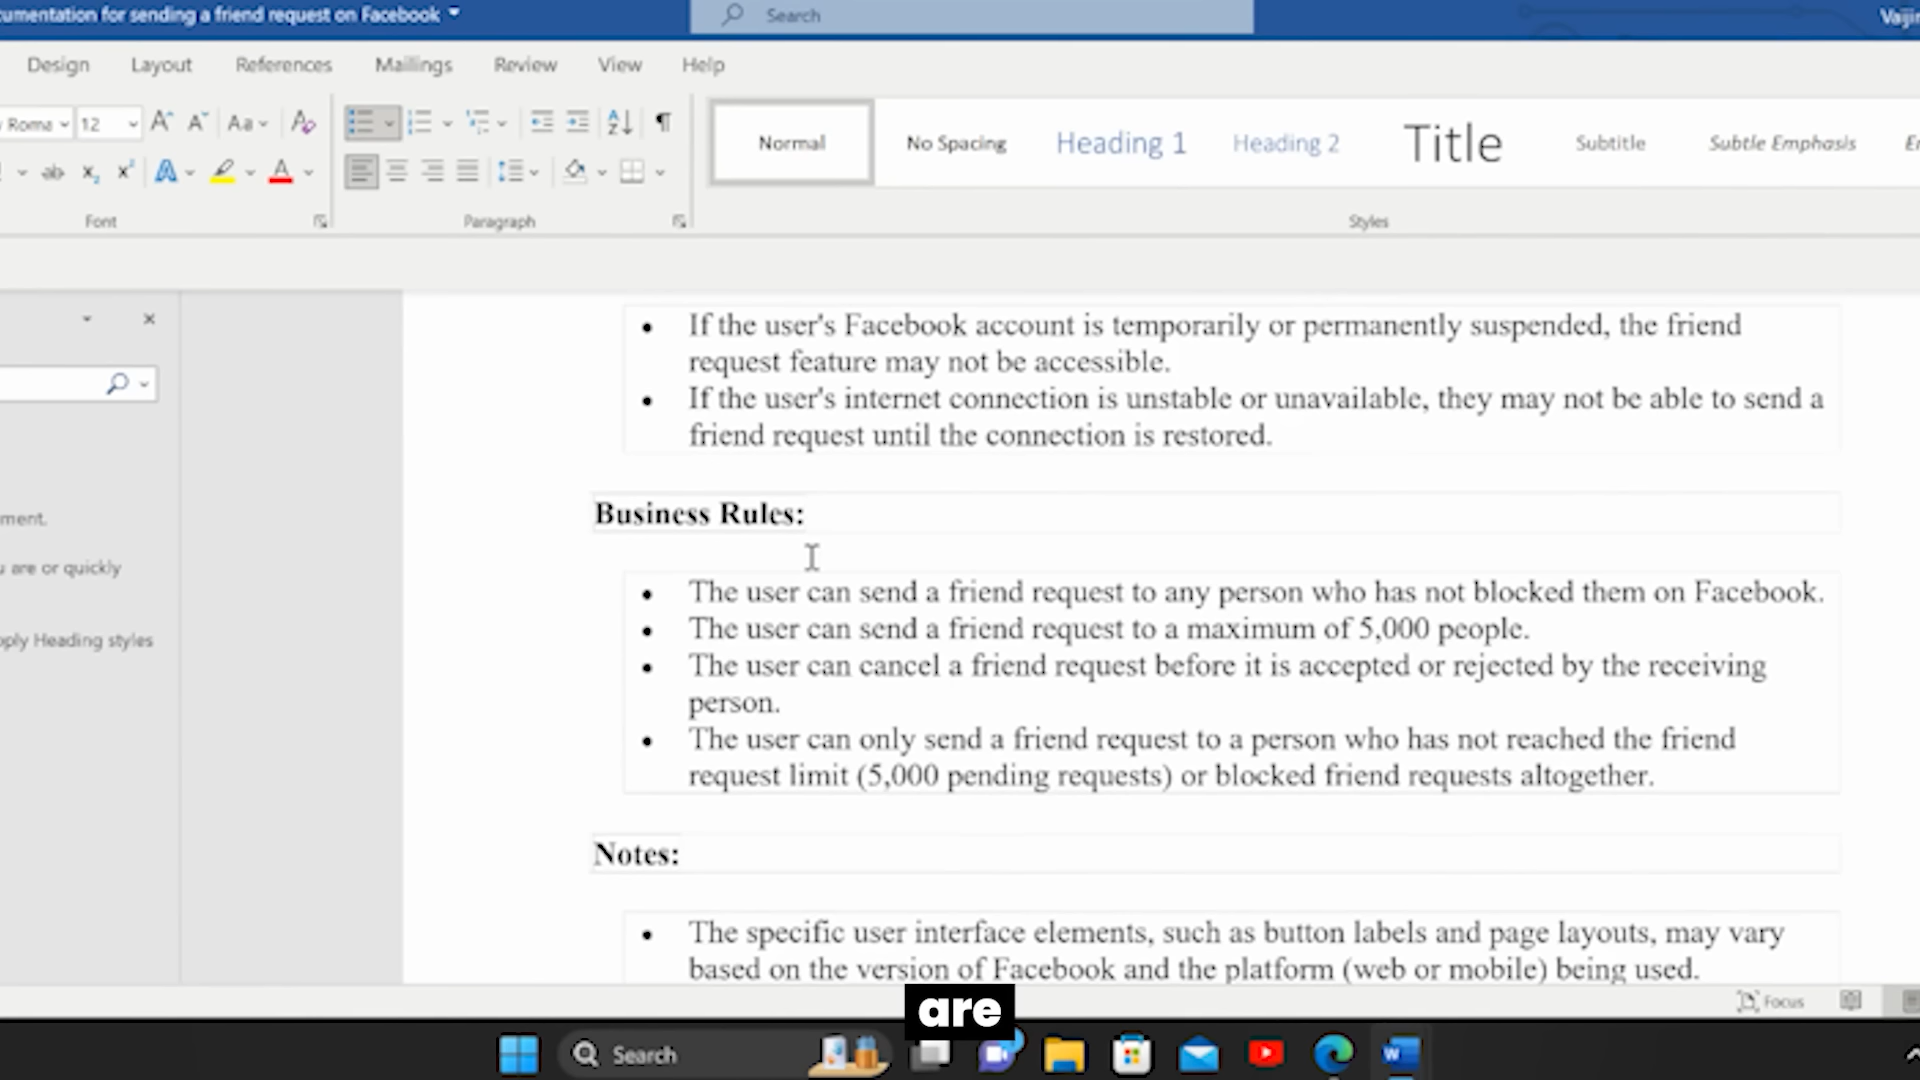 umentation for sending a friend request on Facebook
Search
Design Layout References Mailings Review View Help
Roma 12 Aa
Normal No Spacing Heading 1 Heading 2 Title Subtitle Subtle Emphasis
Font Paragraph Styles
If the user's Facebook account is temporarily or permanently suspended, the friend
request feature may not be accessible.
If the user's internet connection is unstable or unavailable, they may not be able to send a
friend request until the connection is restored.
ment.
Business Rules:
u are or quickly
The user can send a friend request to any person who has not blocked them on Facebook.
The user can send a friend request to a maximum of 5,000 people.
pply Heading styles
The user can cancel a friend request before it is accepted or rejected by the receiving
person.
The user can only send a friend request to a person who has not reached the friend
request limit (5,000 pending requests) or blocked friend requests altogether.
Notes:
The specific user interface elements, such as button labels and page layouts, may vary
based on the version of Facebook and the platform (web or mobile) being used.
Focus
are
Search